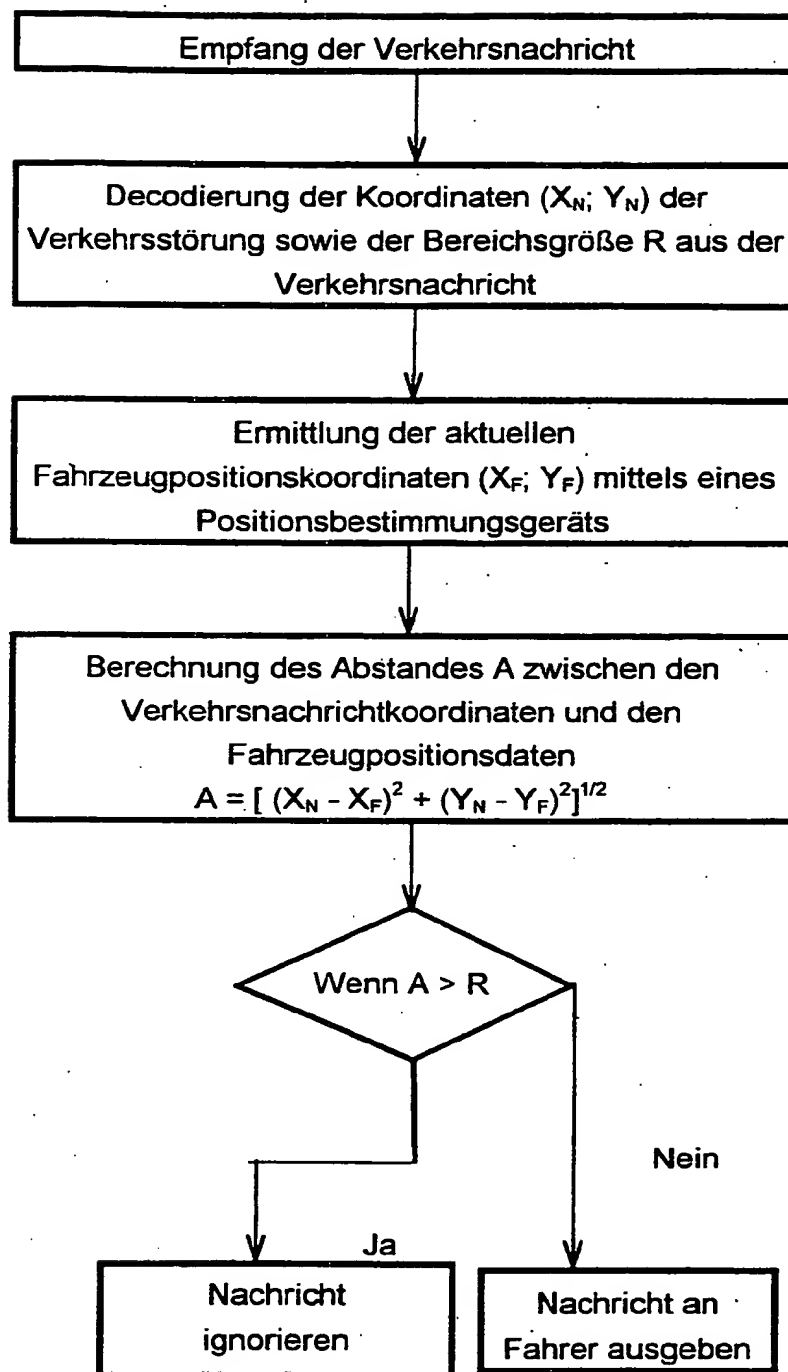 Empfang der Verkehrsnachricht
Decodierung der Koordinaten (X_N; Y_N) der
Verkehrsstörung sowie der Bereichsgröße R aus der
Verkehrsnachricht
Ermittlung der aktuellen
Fahrzeugpositionskoordinaten (X_F; Y_F) mittels eines
Positionsbestimmungsgeräts
Berechnung des Abstandes A zwischen den
Verkehrsnachrichtkoordinaten und den
Fahrzeugpositionsdaten
A = [ (X_N - X_F)^2 + (Y_N - Y_F)^2]^1/2
Wenn A > R
Nein
Ja
Nachricht
ignorieren
Nachricht an
Fahrer ausgeben